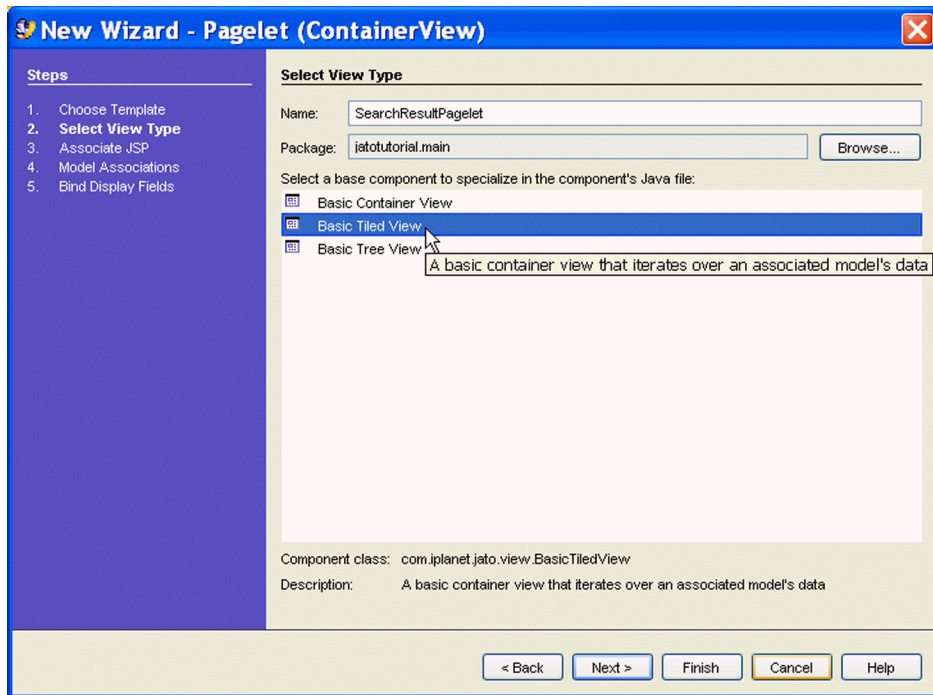 New Wizard - Pagelet (ContainerView)
Steps
1. Choose Template
2. Select View Type
3. Associate JSP
4. Model Associations
5. Bind Display Fields
Select View Type
Name: SearchResultPagelet
Package: jatotutorial.main Browse...
Select a base component to specialize in the component's Java file:
Basic Container View
Basic Tiled View
Basic Tree View
A basic container view that iterates over an associated model's data
Component class: com.iplanet.jato.view.BasicTiledView
Description: A basic container view that iterates over an associated model's data
< Back Next > Finish Cancel Help